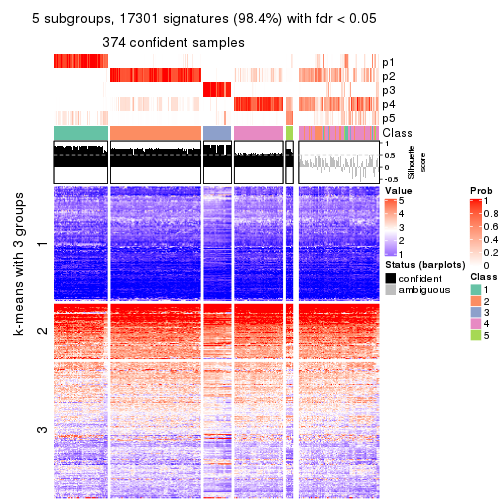 5 subgroups, 17301 signatures (98.4%) with fdr < 0.05
374 confident samples
p1
p2
p3
p4
p5
Class
1
0.5
0
-0.5
Silhouette
score
k-means with 3 groups
1
2
3
Value
5
4
3
2
1
Status (barplots)
confident
ambiguous
Prob
1
0.8
0.6
0.4
0.2
0
Class
1
2
3
4
5